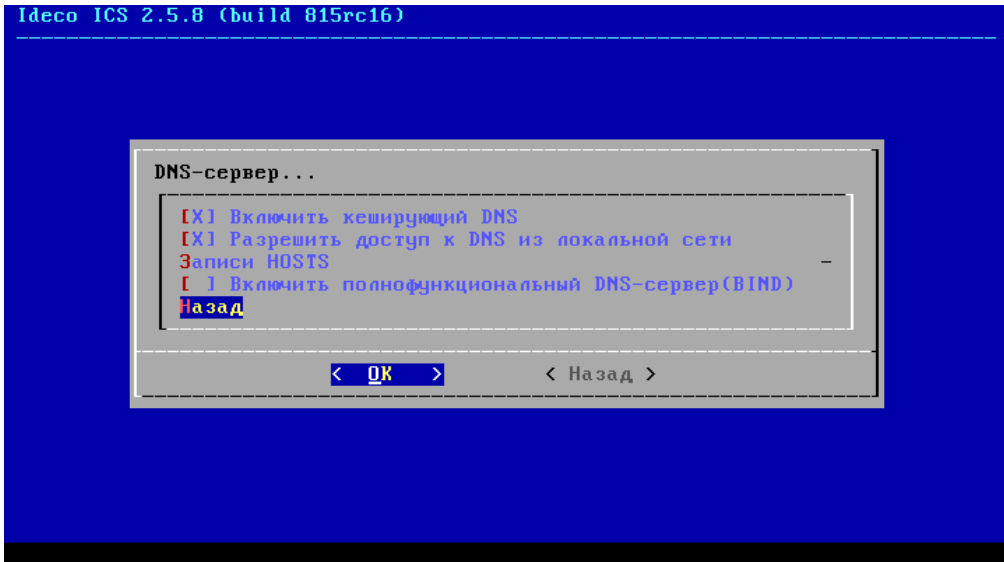 Ideco ICS 2.5.8 (build 815rc16)
DNS-сервер...
[X] Включить кеширующий DNS
[X] Разрешить доступ к DNS из локальной сети
Записи HOSTS –
[ ] Включить полнофункциональный DNS-сервер(BIND)
Назад
< OK > < Назад >